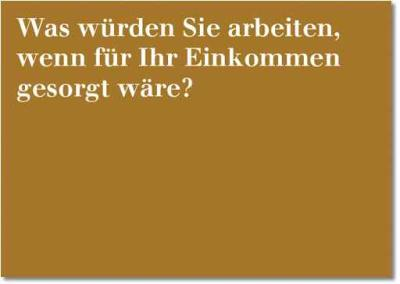 Was würden Sie arbeiten,
wenn für Ihr Einkommen
gesorgt wäre?